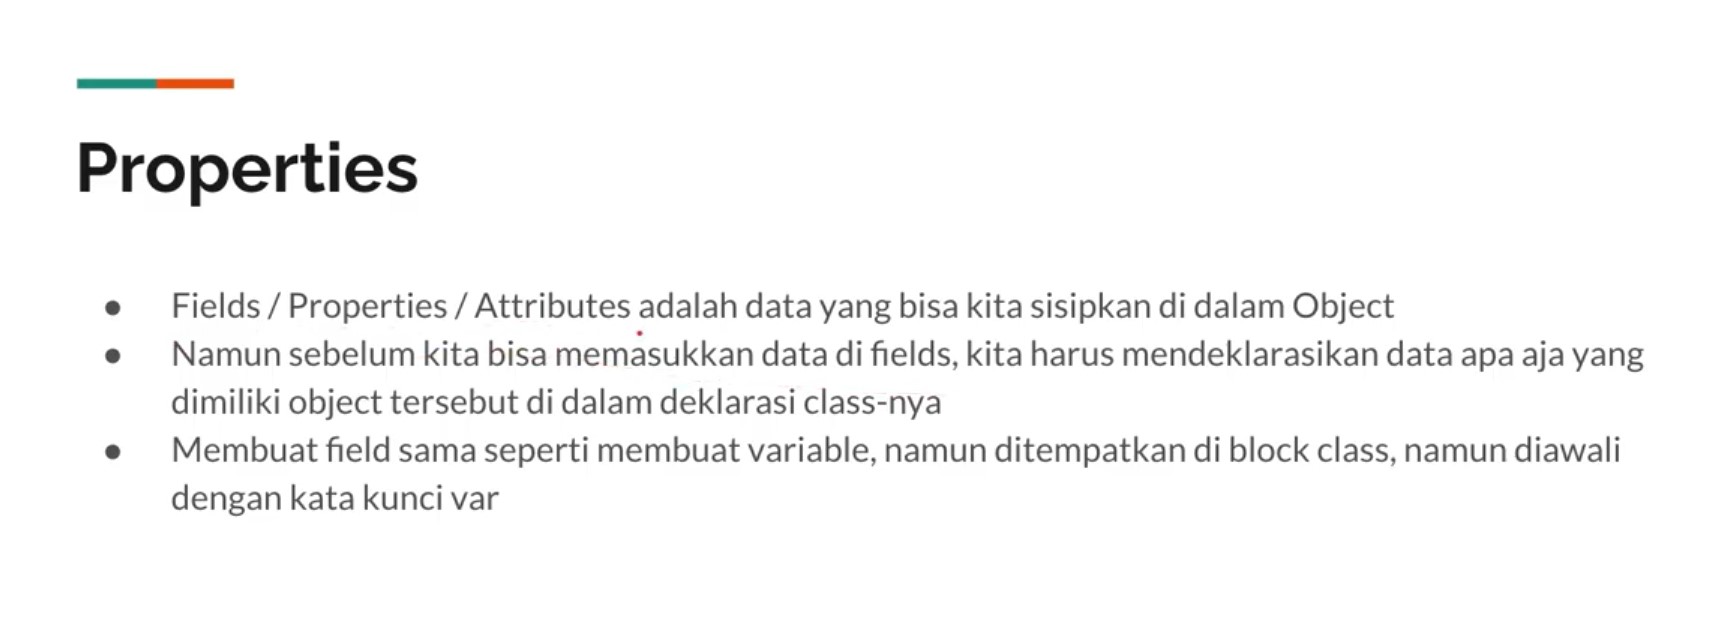 Properties
● Fields / Properties / Attributes adalah data yang bisa kita sisipkan di dalam Object
● Namun sebelum kita bisa memasukkan data di fields, kita harus mendeklarasikan data apa aja yang
dimiliki object tersebut di dalam deklarasi class-nya
● Membuat field sama seperti membuat variable, namun ditempatkan di block class, namun diawali
dengan kata kunci var